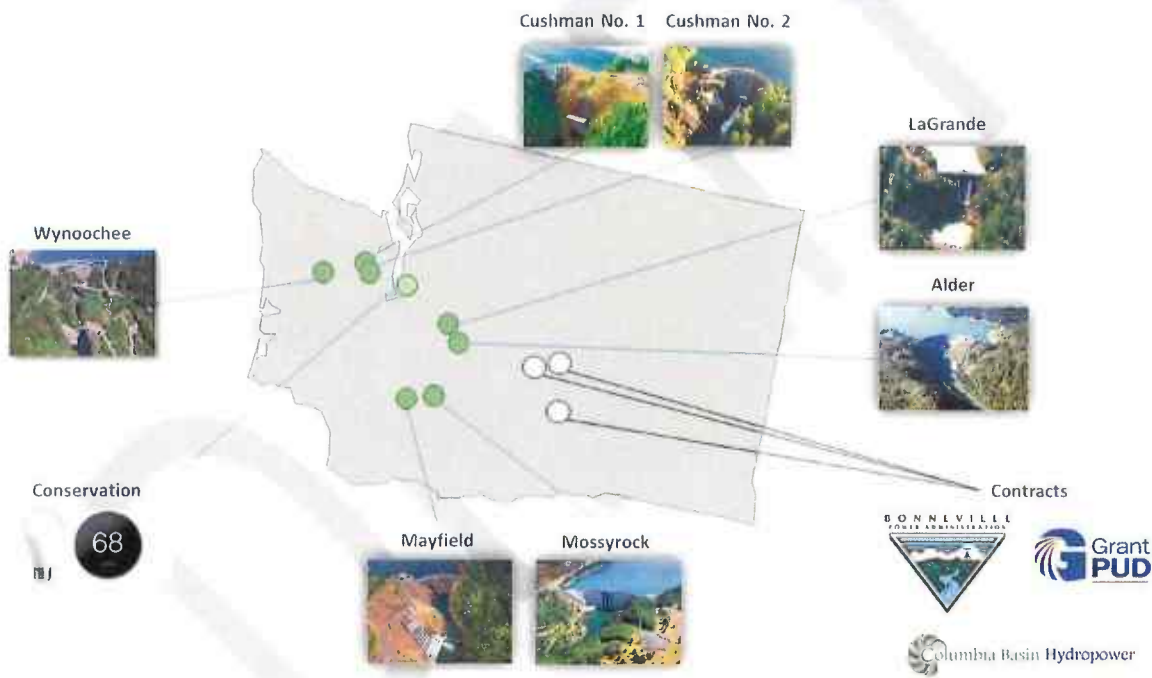 Cushman No. 1
Cushman No. 2
LaGrande
Wynoochee
Alder
Conservation
68
Mayfield
Mossyrock
Contracts
BONNEVILLE
POWER ADMINISTRATION
Grant
PUD
Columbia Basin Hydropower